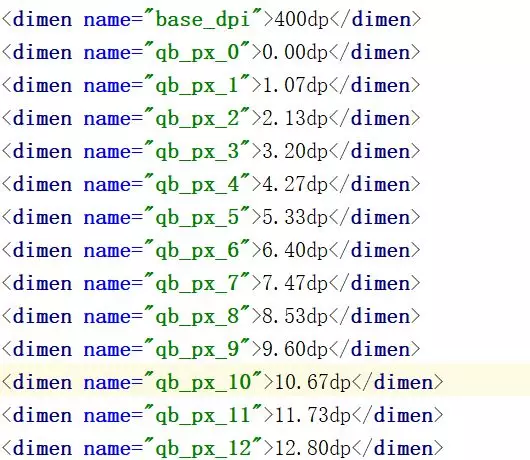 <dimen name="base_dpi">400dp</dimen>
<dimen name="qb_px_0">0.00dp</dimen>
<dimen name="qb_px_1">1.07dp</dimen>
<dimen name="qb_px_2">2.13dp</dimen>
<dimen name="qb_px_3">3.20dp</dimen>
<dimen name="qb_px_4">4.27dp</dimen>
<dimen name="qb_px_5">5.33dp</dimen>
<dimen name="qb_px_6">6.40dp</dimen>
<dimen name="qb_px_7">7.47dp</dimen>
<dimen name="qb_px_8">8.53dp</dimen>
<dimen name="qb_px_9">9.60dp</dimen>
<dimen name="qb_px_10">10.67dp</dimen>
<dimen name="qb_px_11">11.73dp</dimen>
<dimen name="qb_px_12">12.80dp</dimen>